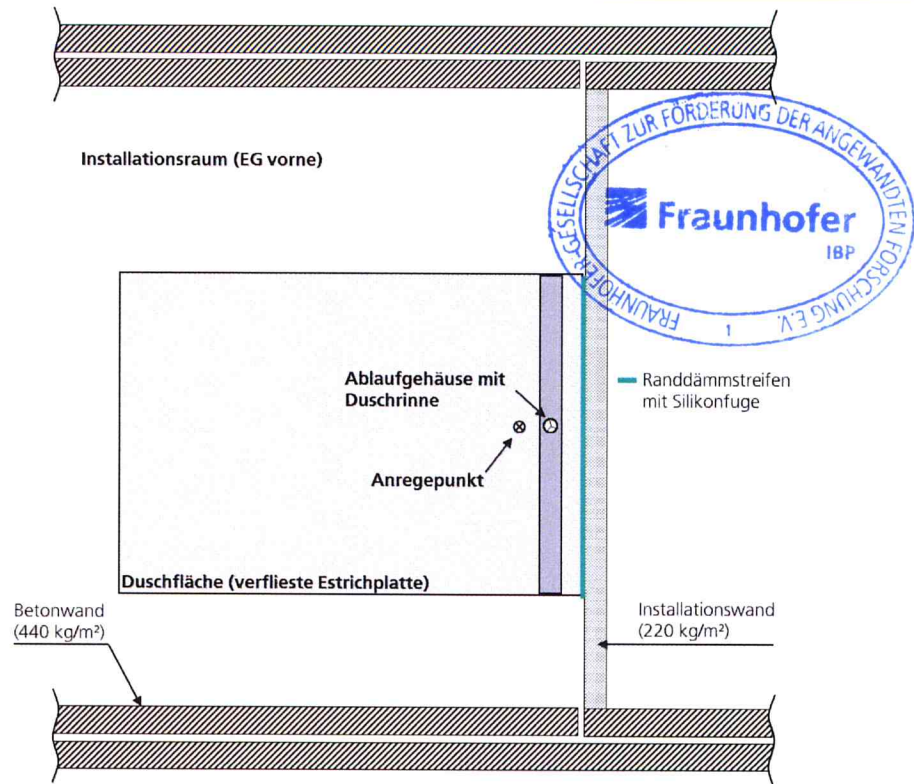 Installationsraum (EG vorne)
FRAUNHOFER-GESELLSCHAFT ZUR FÖRDERUNG DER ANGEWANDTEN FORSCHUNG E.V.
Fraunhofer
IBP
1
Ablaufgehäuse mit
Duschrinne
Randdämmstreifen
mit Silikonfuge
Anregepunkt
Duschfläche (verflieste Estrichplatte)
Betonwand
(440 kg/m²)
Installationswand
(220 kg/m²)